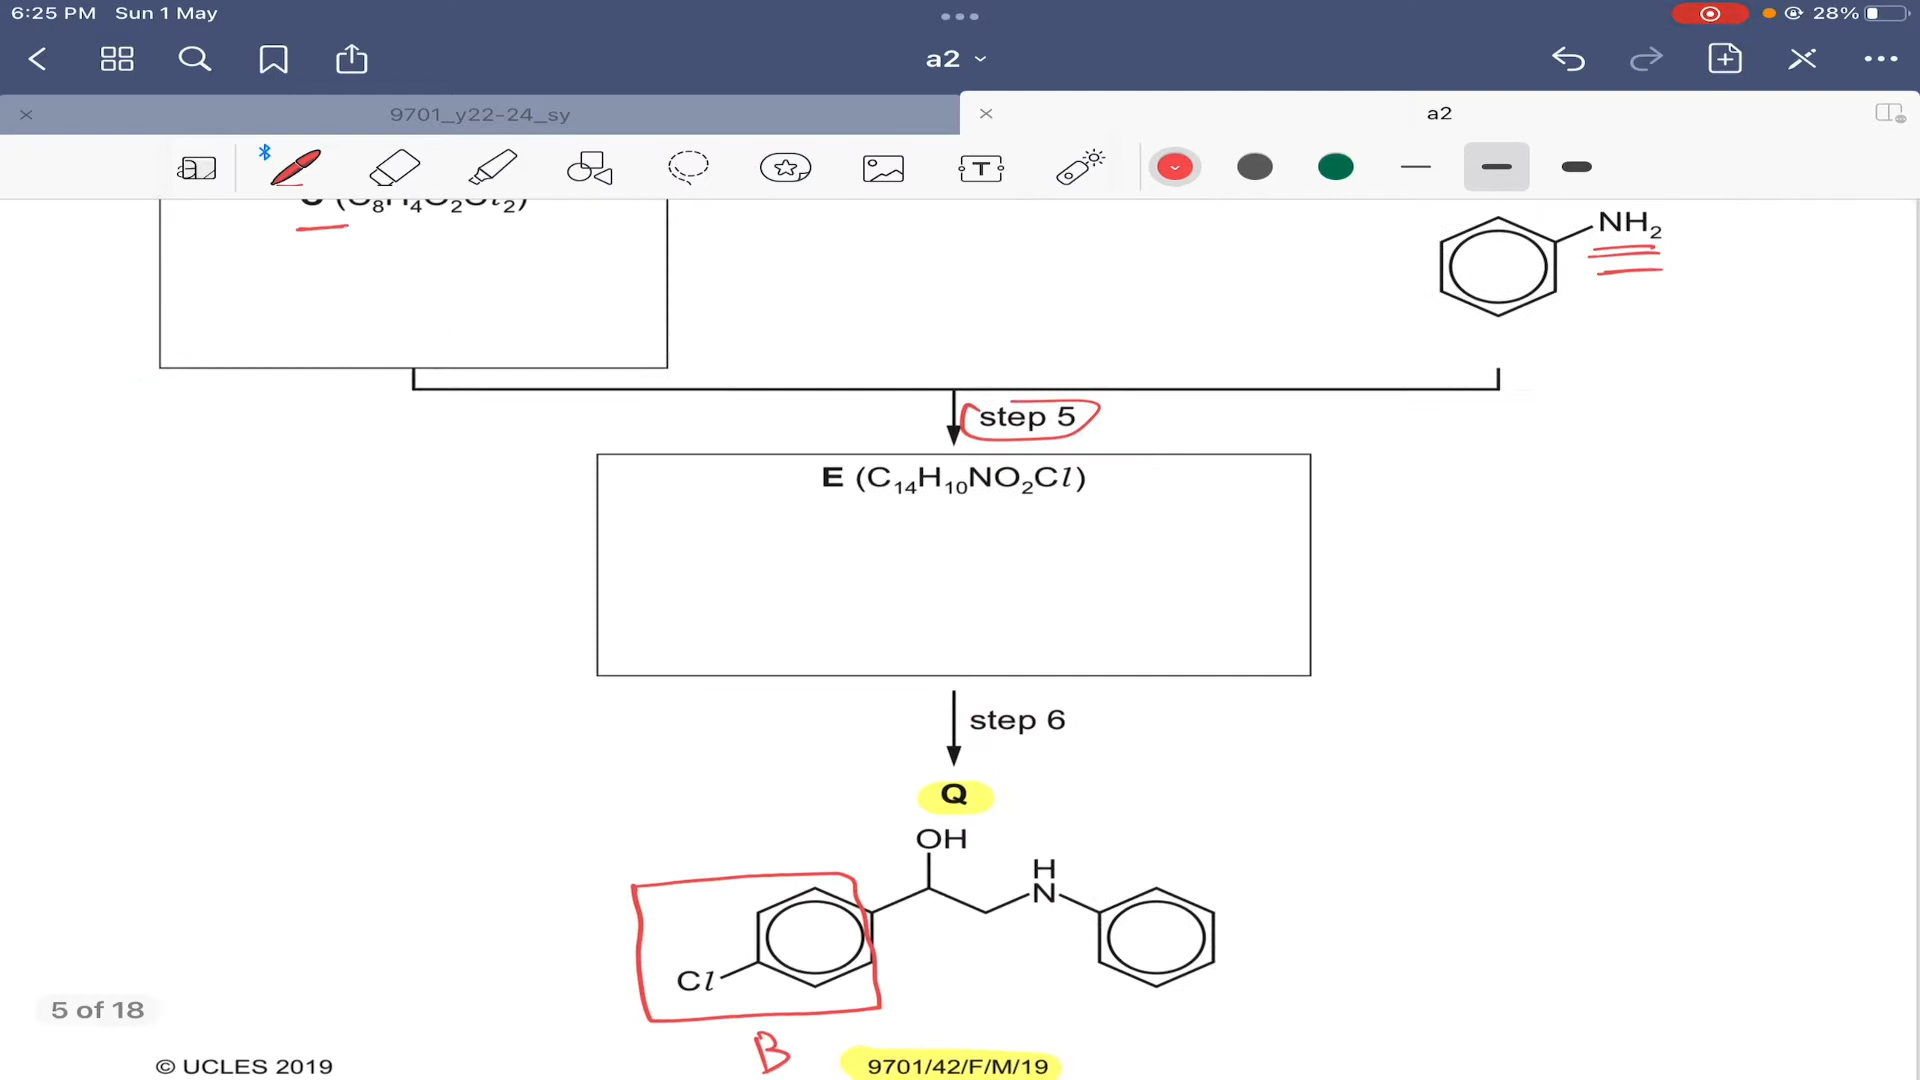 6:25 PM Sun 1 May
28%
a2
9701_y22-24_sy
a2
T
(C₈H₄O₂Cl₂)
NH₂
step 5
E (C₁₄H₁₀NO₂Cl)
step 6
Q
OH
H
N
Cl
5 of 18
B
© UCLES 2019
9701/42/F/M/19